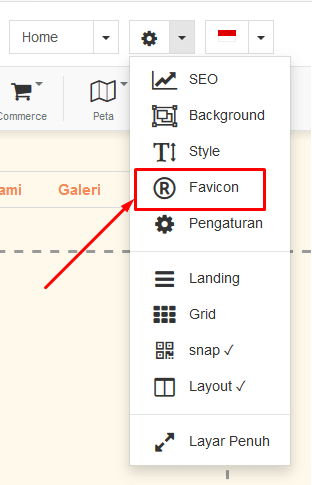 Home
Commerce
Peta
ami
Galeri
SEO
Background
Style
Favicon
Pengaturan
Landing
Grid
snap ✓
Layout ✓
Layar Penuh